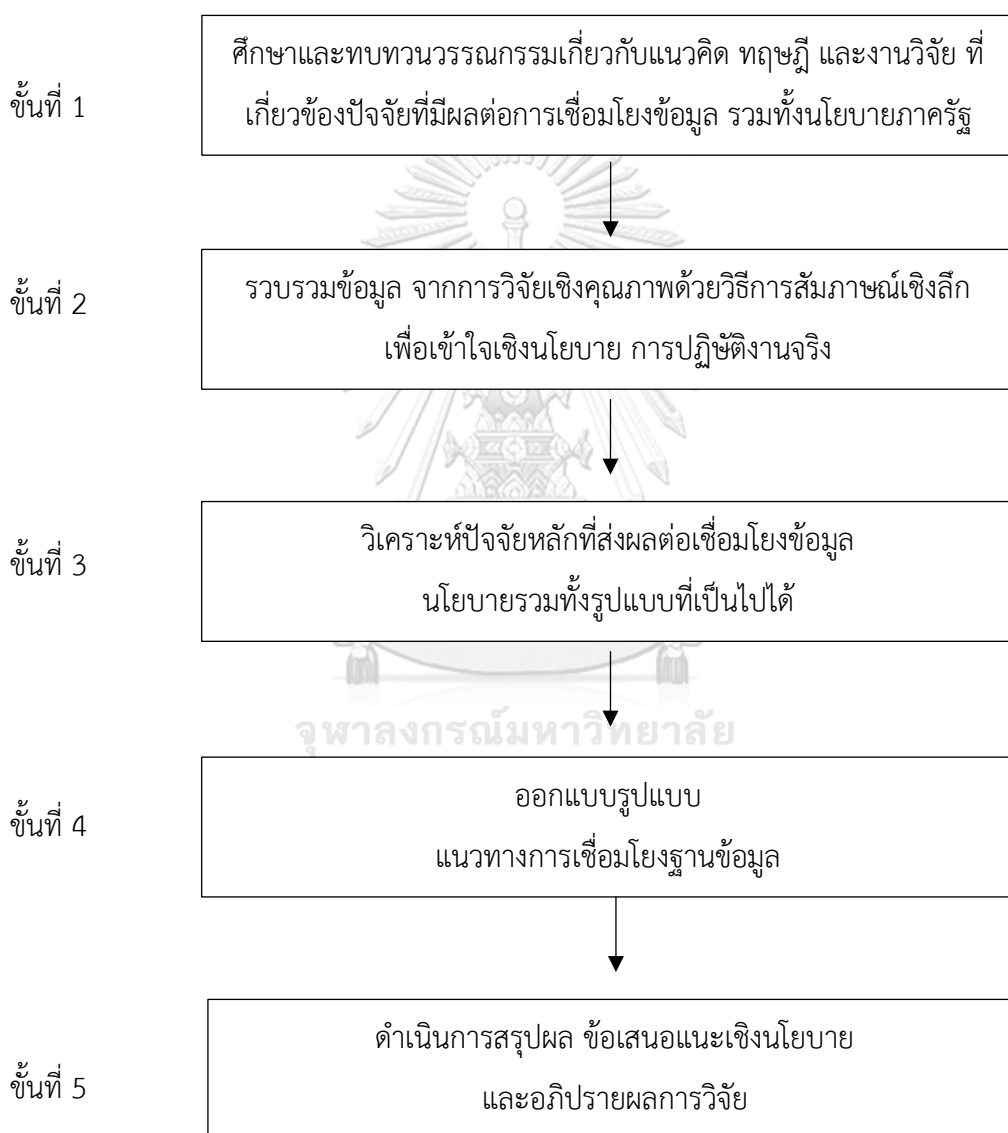 ศึกษาและทบทวนวรรณกรรมเกี่ยวกับแนวคิด ทฤษฎี และงานวิจัย ที่
ขั้นที่ 1
เกี่ยวข้องปัจจัยที่มีผลต่อการเชื่อมโยงข้อมูล รวมทั้งนโยบายภาครัฐ
ขั้นที่ 2
รวบรวมข้อมูล จากการวิจัยเชิงคุณภาพด้วยวิธีการสัมภาษณ์เชิงลึก
เพื่อเข้าใจเชิงนโยบาย การปฏิษัติงานจริง
ขั้นที่ 3
วิเคราะห์ปัจจัยหลักที่ส่งผลต่อเชื่อมโยงข้อมูล
นโยบายรวมทั้งรูปแบบที่เป็นไปได้
จุฬาลงกรณ์มหาวิทยาลัย
ขั้นที่ 4
ออกแบบรูปแบบ
แนวทางการเชื่อมโยงฐานข้อมูล
ขั้นที่ 5
ดำเนินการสรุปผล ข้อเสนอแนะเชิงนโยบาย
และอภิปรายผลการวิจัย